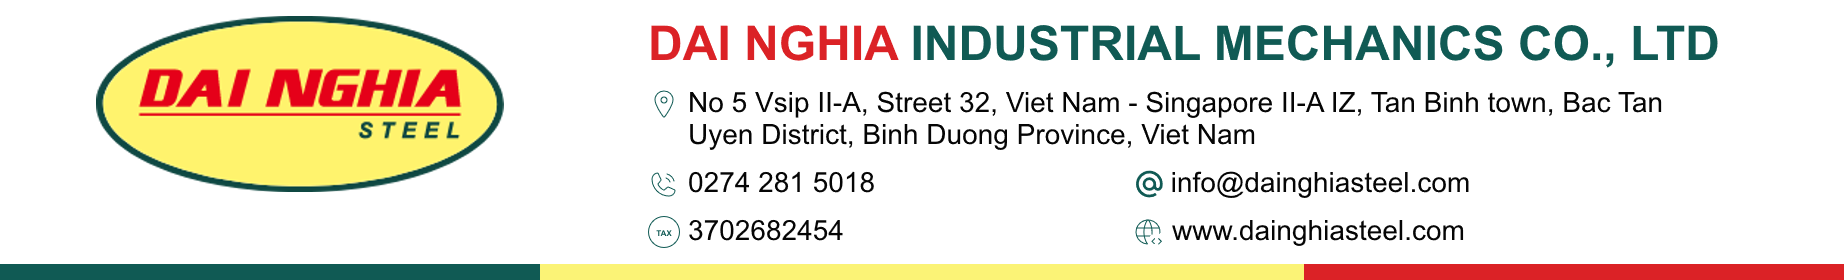 DAI NGHIA
STEEL
DAI NGHIA INDUSTRIAL MECHANICS CO., LTD
No 5 Vsip II-A, Street 32, Viet Nam - Singapore II-A IZ, Tan Binh town, Bac Tan
Uyen District, Binh Duong Province, Viet Nam
0274 281 5018
@ info@dainghiasteel.com
TAX 3702682454
www.dainghiasteel.com